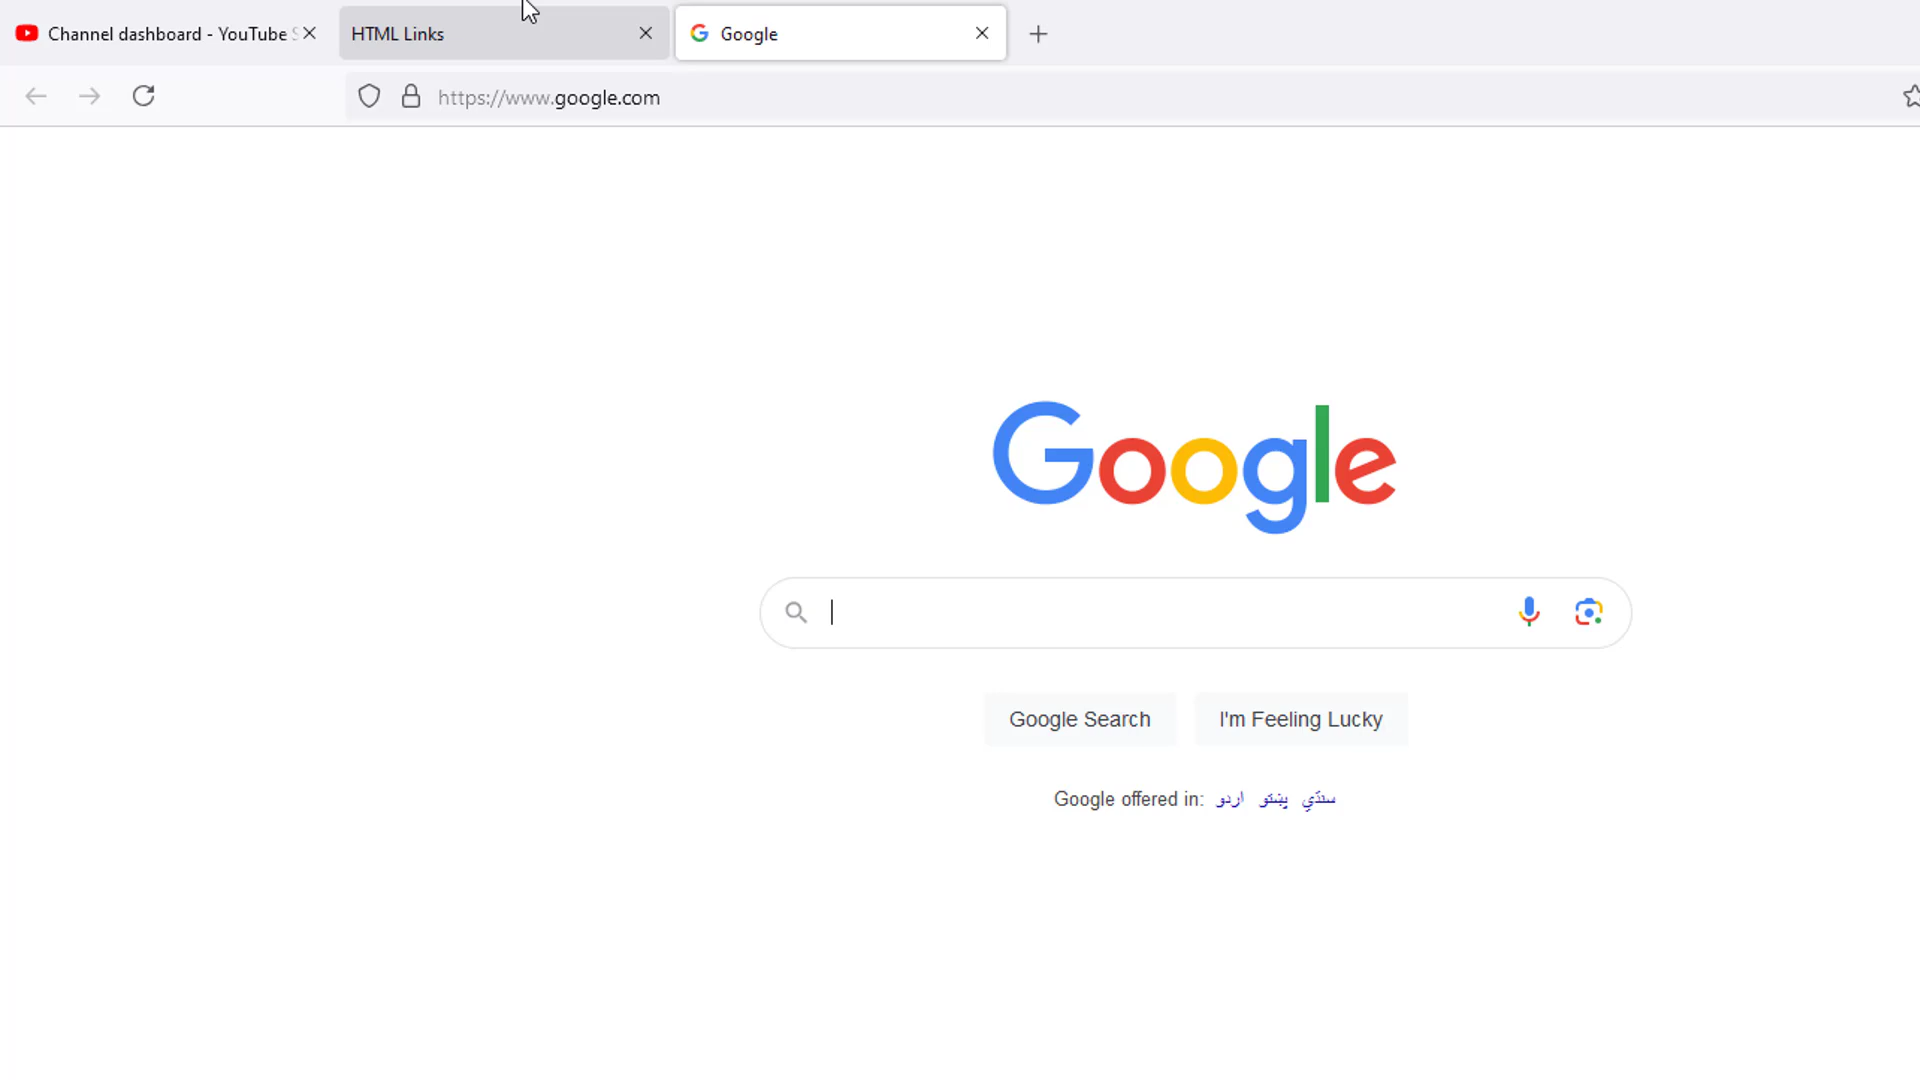 Channel dashboard - YouTube S
HTML Links
Google
https://www.google.com
Google
Google Search
I'm Feeling Lucky
Google offered in: اردو پښتو سنڌي